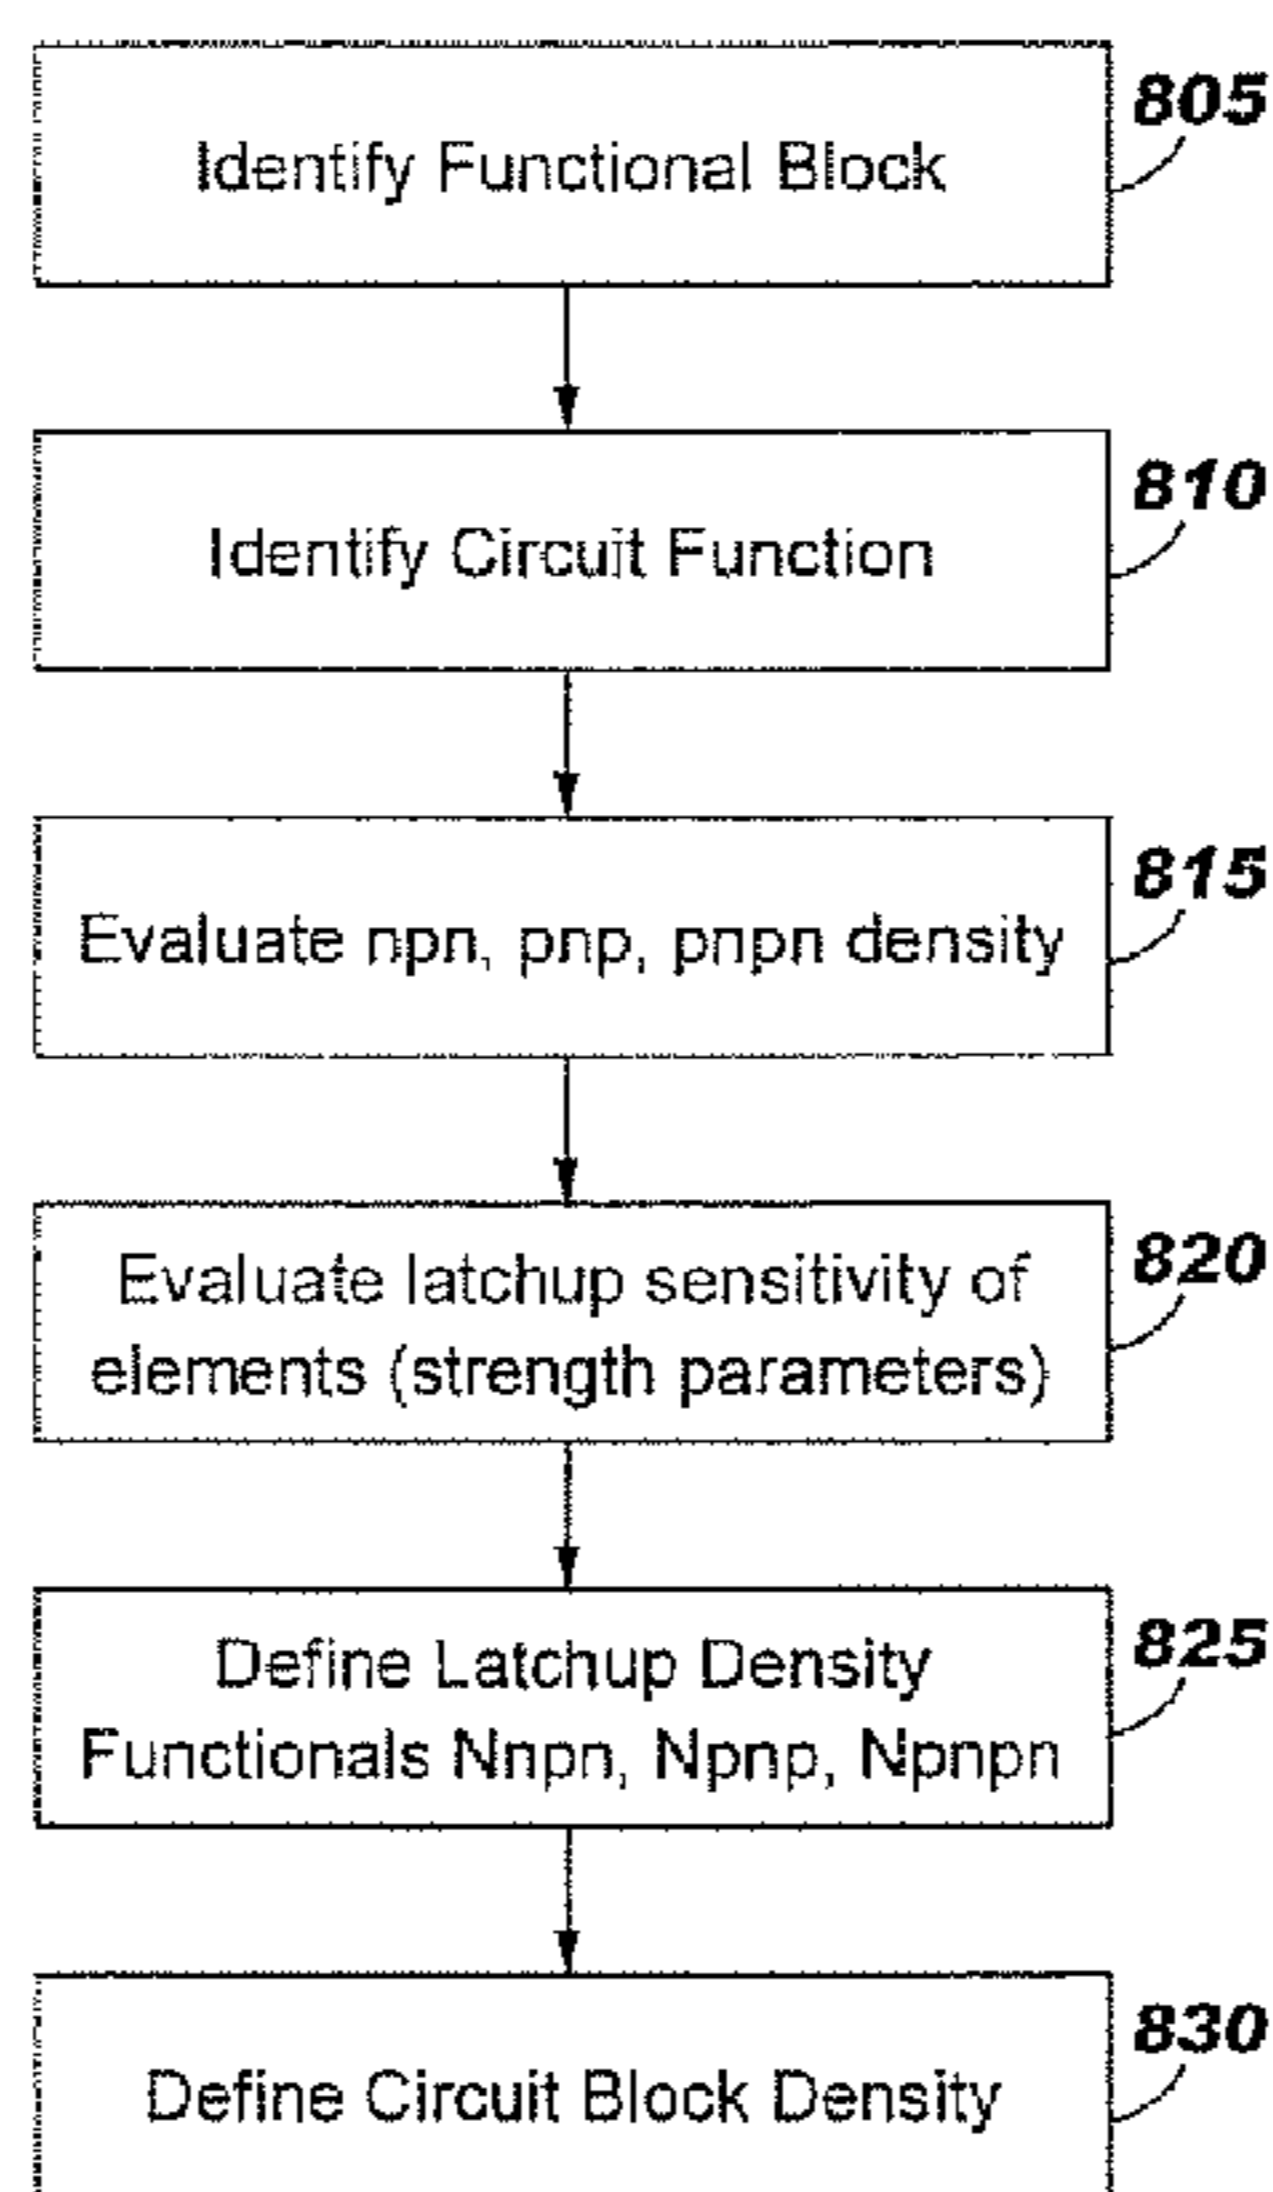 805
Identify Functional Block
810
Identify Circuit Function
815
Evaluate npn, pnp, pnpn density
820
Evaluate latchup sensitivity of
elements (strength parameters)
825
Define Latchup Density
Functionals Nnpn, Npnp, Npnpn
830
Define Circuit Block Density